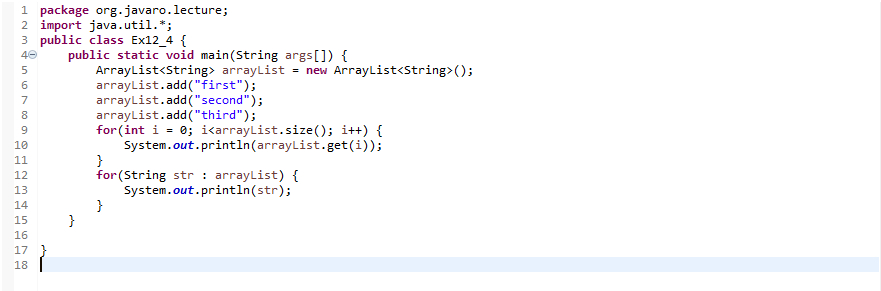 1 package org.javaro.lecture;
2 import java.util.*;
3 public class Ex12_4 {
4 public static void main(String args[]) {
5 ArrayList<String> arrayList = new ArrayList<String>();
6 arrayList.add("first");
7 arrayList.add("second");
8 arrayList.add("third");
9 for(int i = 0; i<arrayList.size(); i++) {
10 System.out.println(arrayList.get(i));
11 }
12 for(String str : arrayList) {
13 System.out.println(str);
14 }
15 }
16
17 }
18